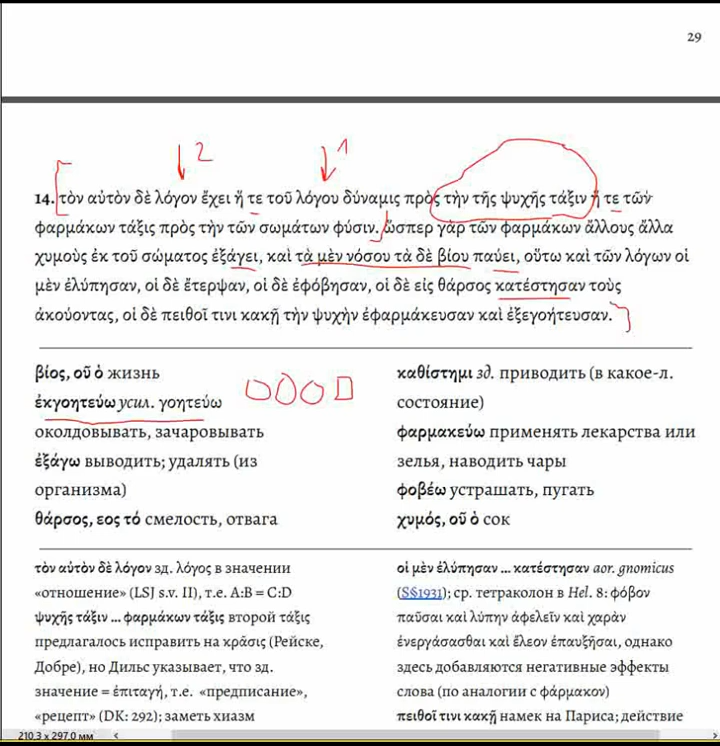 29
2
1
14. τὸν αὐτὸν δὲ λόγον ἔχει ἥ τε τοῦ λόγου δύναμις πρὸς τὴν τῆς ψυχῆς τάξιν ἥ τε τῶν
φαρμάκων τάξις πρὸς τὴν τῶν σωμάτων φύσιν. ὥσπερ γὰρ τῶν φαρμάκων ἄλλους ἄλλα
χυμοὺς ἐκ τοῦ σώματος ἐξάγει, καὶ τὰ μὲν νόσου τὰ δὲ βίου παύει, οὕτω καὶ τῶν λόγων οἱ
μὲν ἐλύπησαν, οἱ δὲ ἔτερψαν, οἱ δὲ ἐφόβησαν, οἱ δὲ εἰς θάρσος κατέστησαν τοὺς
ἀκούοντας, οἱ δὲ πειθοῖ τινι κακῇ τὴν ψυχὴν ἐφαρμάκευσαν καὶ ἐξεγοήτευσαν.
βίος, οῦ ὁ жизнь
ἐκγοητεύω усил. γοητεύω
околдовывать, зачаровывать
ἐξάγω выводить; удалять (из
организма)
θάρσος, εος τό смелость, отвага
καθίστημι зд. приводить (в какое-л.
состояние)
φαρμακεύω применять лекарства или
зелья, наводить чары
φοβέω устрашать, пугать
χυμός, οῦ ὁ сок
τὸν αὐτὸν δὲ λόγον зд. λόγος в значении
«отношение» (LSJ s.v. II), т.е. A:B = C:D
ψυχῆς τάξιν ... φαρμάκων τάξις второй τάξις
предлагалось исправить на κρᾶσις (Рейске,
Добре), но Дильс указывает, что зд.
значение = ἐπιταγή, т.е. «предписание»,
«рецепт» (DK: 292); заметь хиазм
οἱ μὲν ἐλύπησαν ... κατέστησαν aor. gnomicus
(S§1931); ср. тетраколон в Hel. 8: φόβον
παῦσαι καὶ λύπην ἀφελεῖν καὶ χαρὰν
ἐνεργάσασθαι καὶ ἔλεον ἐπαυξῆσαι, однако
здесь добавляются негативные эффекты
слова (по аналогии с φάρμακον)
πειθοῖ τινι κακῇ намек на Париса; действие
210,3 x 297,0 мм